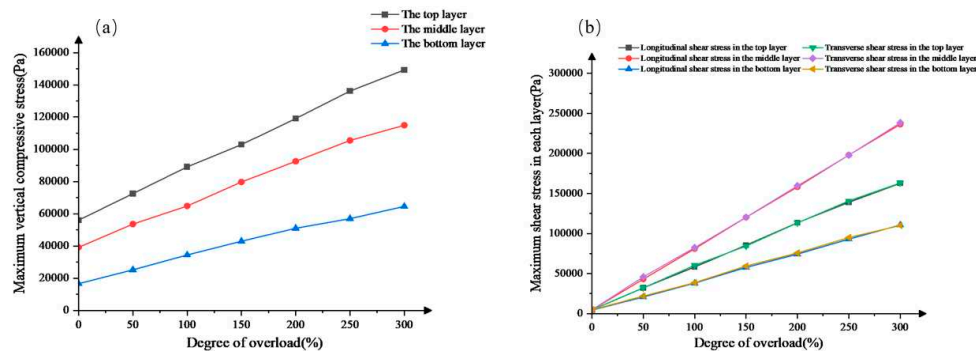 (a)
The top layer
The middle layer
The bottom layer
160000
140000
120000
100000
80000
60000
40000
20000
0
Maximum vertical compressive stress(Pa)
0 50 100 150 200 250 300
Degree of overload(%)
(b)
Longitudinal shear stress in the top layer Transverse shear stress in the top layer
Longitudinal shear stress in the middle layer Transverse shear stress in the middle layer
Longitudinal shear stress in the bottom layer Transverse shear stress in the bottom layer
300000
250000
200000
150000
100000
50000
0
Maximum shear stress in each layer(Pa)
0 50 100 150 200 250 300
Degree of overload(%)